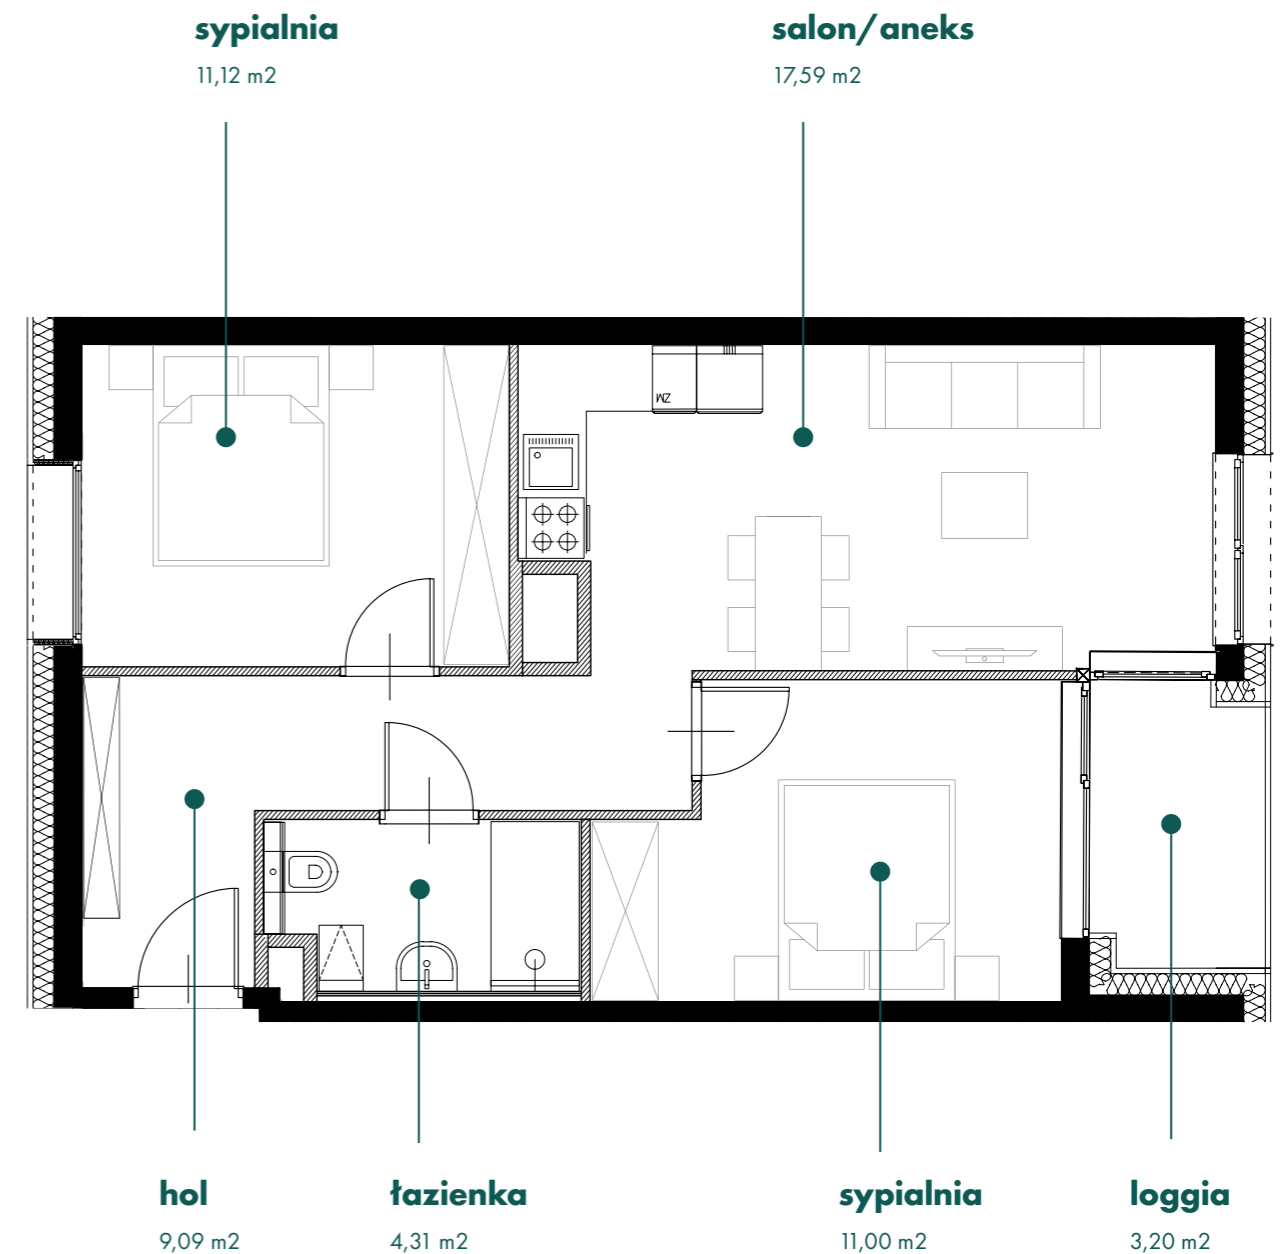 sypialnia
11,12 m2
salon/aneks
17,59 m2
ZM
hol
9,09 m2
łazienka
4,31 m2
sypialnia
11,00 m2
loggia
3,20 m2